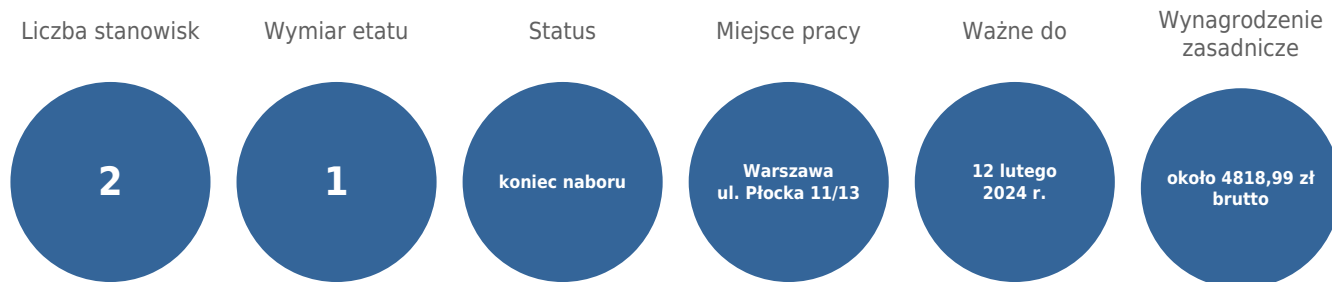 Liczba stanowisk
2
Wymiar etatu
1
Status
koniec naboru
Miejsce pracy
Warszawa
ul. Płocka 11/13
Ważne do
12 lutego
2024 r.
Wynagrodzenie
zasadnicze
około 4818,99 zł
brutto